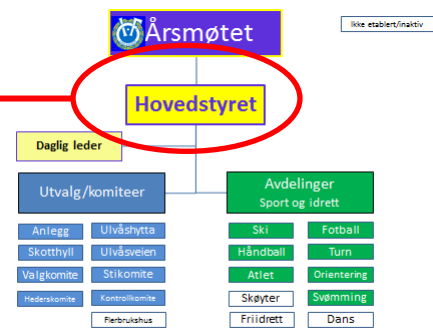 Årsmøtet
Ikke etablert/inaktiv
Hovedstyret
Daglig leder
Utvalg/komiteer
Avdelinger
Sport og idrett
Anlegg
Ulvåshytta
Skotthyll
Ulvåsveien
Valgkomite
Stikomite
Hederskomite
Kontrollkomite
Flerbrukshus
Ski
Fotball
Håndball
Turn
Atlet
Orientering
Skøyter
Svømming
Friidrett
Dans